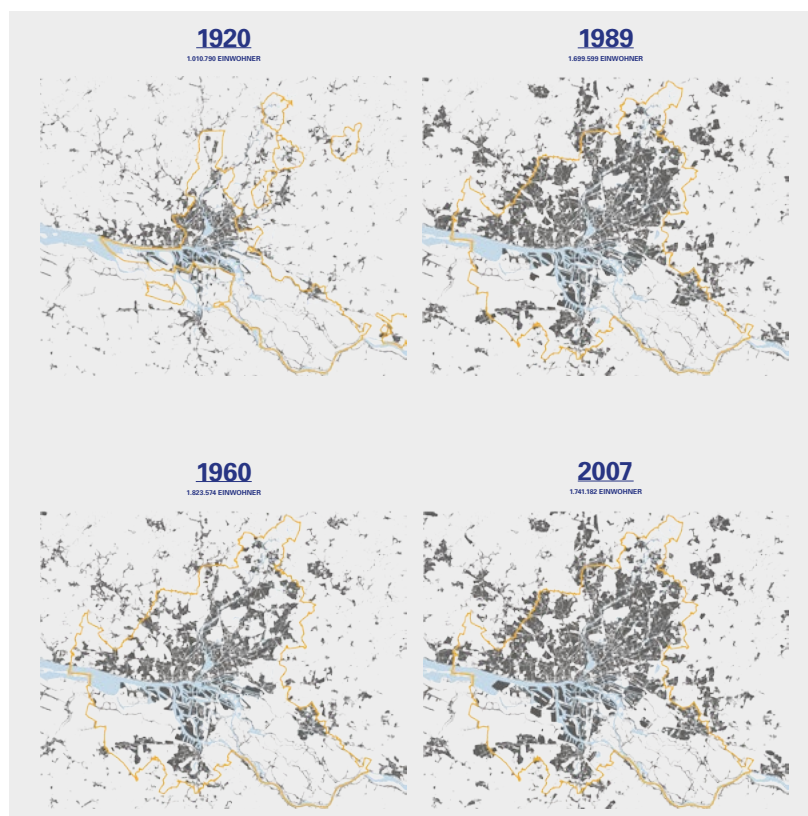 1920
1.010.790 EINWOHNER
1989
1.699.599 EINWOHNER
1960
1.823.574 EINWOHNER
2007
1.741.182 EINWOHNER